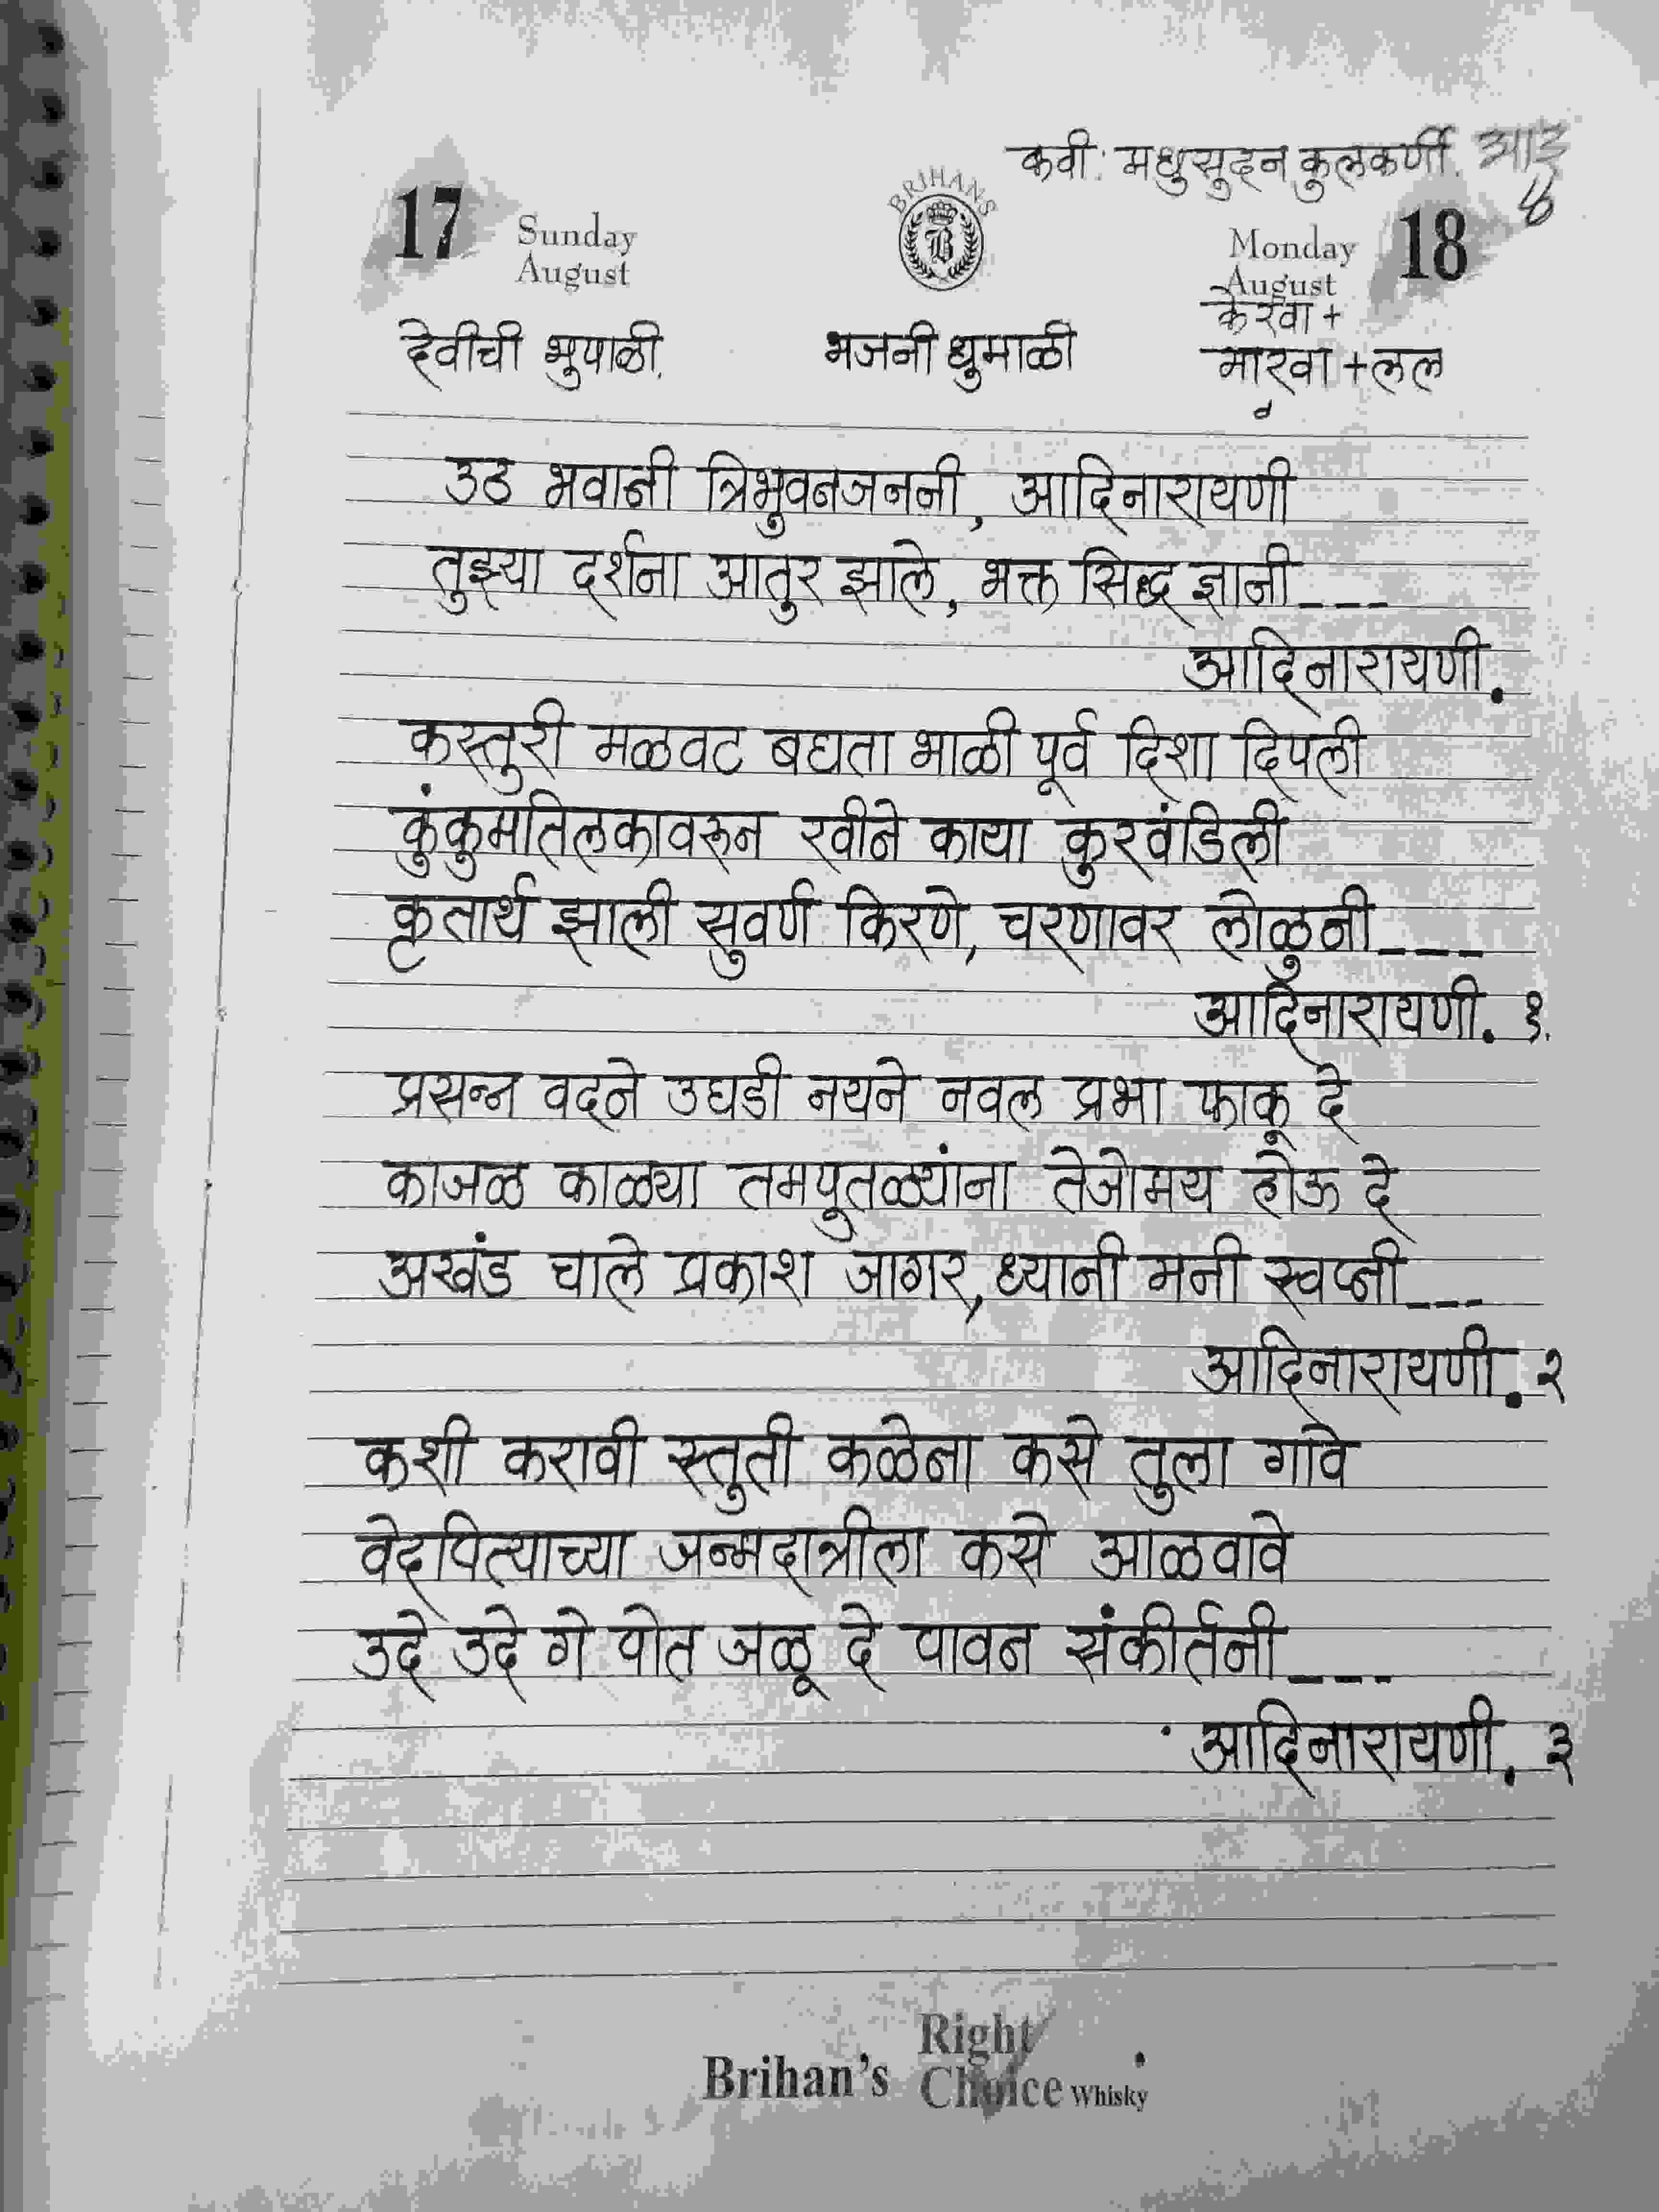 कवी: मधुसुदन कुलकर्णी.
BRIHANS
B
17 Sunday August
Monday August 18
कैरवा +
देवीची भुपाळी. भजनी धुमाळी मारवा + लल
उठ भवानी त्रिभुवनजननी, आदिनारायणी
तुझ्या दर्शना आतुर झाले, भक्त सिद्ध ज्ञानी ---
आदिनारायणी.
कस्तुरी मळवट बघता भाळी पूर्व दिशा दिपली
कुंकुमतिलकावरून रवीने काया कुरवंडिली
कृतार्थ झाली सुवर्ण किरणे, चरणावर लोळुनी ---
आदिनारायणी. १.
प्रसन्न वदने उघडी नयने नवल प्रभा फाकू दे
काजळ काळ्या तमपुतळ्यांना तेजोमय होऊ दे
अखंड चाले प्रकाश जागर, ध्यानी मनी स्वप्नी ---
आदिनारायणी. २
कशी करावी स्तुती कळेना कसे तुला गावे
वेदपित्याच्या जन्मदात्रीला कसे आळवावे
उदे उदे गे पोत जळू दे पावन संकीर्तनी ---
आदिनारायणी. ३
Brihan's Right Choice Whisky